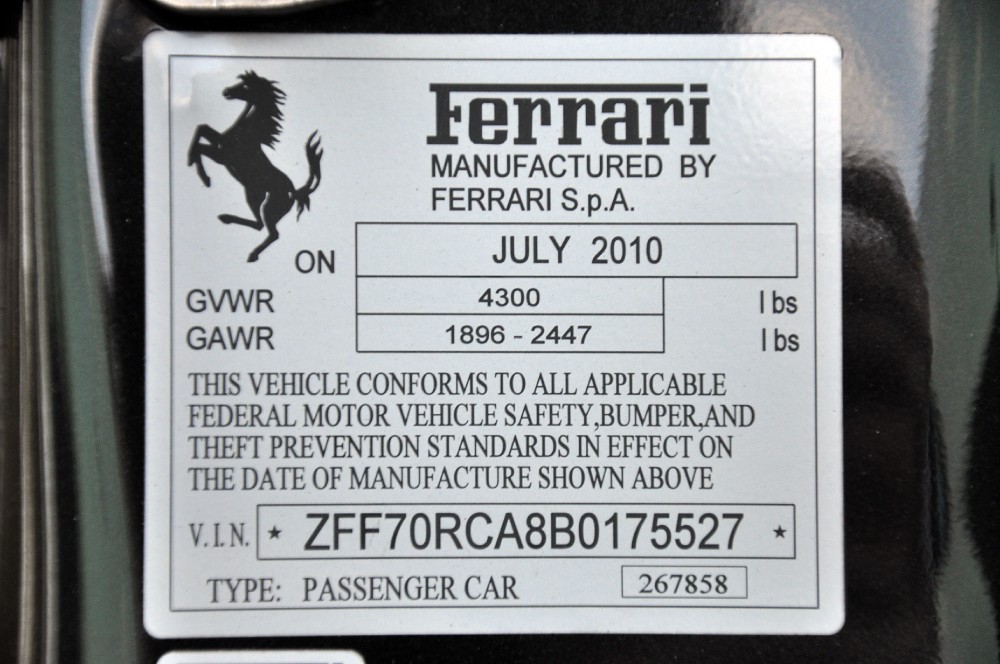 Ferrari
MANUFACTURED BY
FERRARI S.p.A.
ON JULY 2010
GVWR 4300 lbs
GAWR 1896 - 2447 lbs
THIS VEHICLE CONFORMS TO ALL APPLICABLE
FEDERAL MOTOR VEHICLE SAFETY,BUMPER,AND
THEFT PREVENTION STANDARDS IN EFFECT ON
THE DATE OF MANUFACTURE SHOWN ABOVE
V.I.N. * ZFF70RCA8B0175527 *
TYPE: PASSENGER CAR 267858